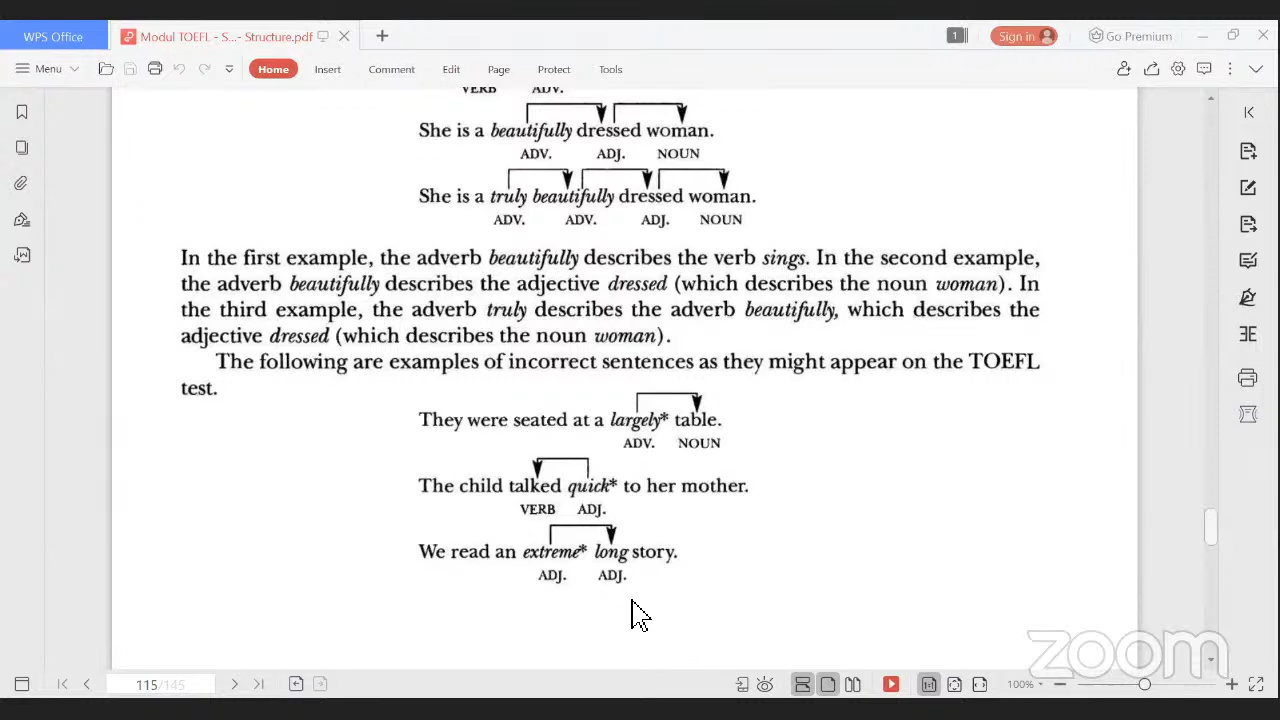 WPS Office
Modul TOEFL - S...- Structure.pdf
1
Sign in
Go Premium
Menu
Home
Insert
Comment
Edit
Page
Protect
Tools
VERB ADV.
She is a beautifully dressed woman.
ADV. ADJ. NOUN
She is a truly beautifully dressed woman.
ADV. ADV. ADJ. NOUN
In the first example, the adverb beautifully describes the verb sings. In the second example,
the adverb beautifully describes the adjective dressed (which describes the noun woman). In
the third example, the adverb truly describes the adverb beautifully, which describes the
adjective dressed (which describes the noun woman).
The following are examples of incorrect sentences as they might appear on the TOEFL
test.
They were seated at a largely* table.
ADV. NOUN
The child talked quick* to her mother.
VERB ADJ.
We read an extreme* long story.
ADJ. ADJ.
zoom
115/145
100%